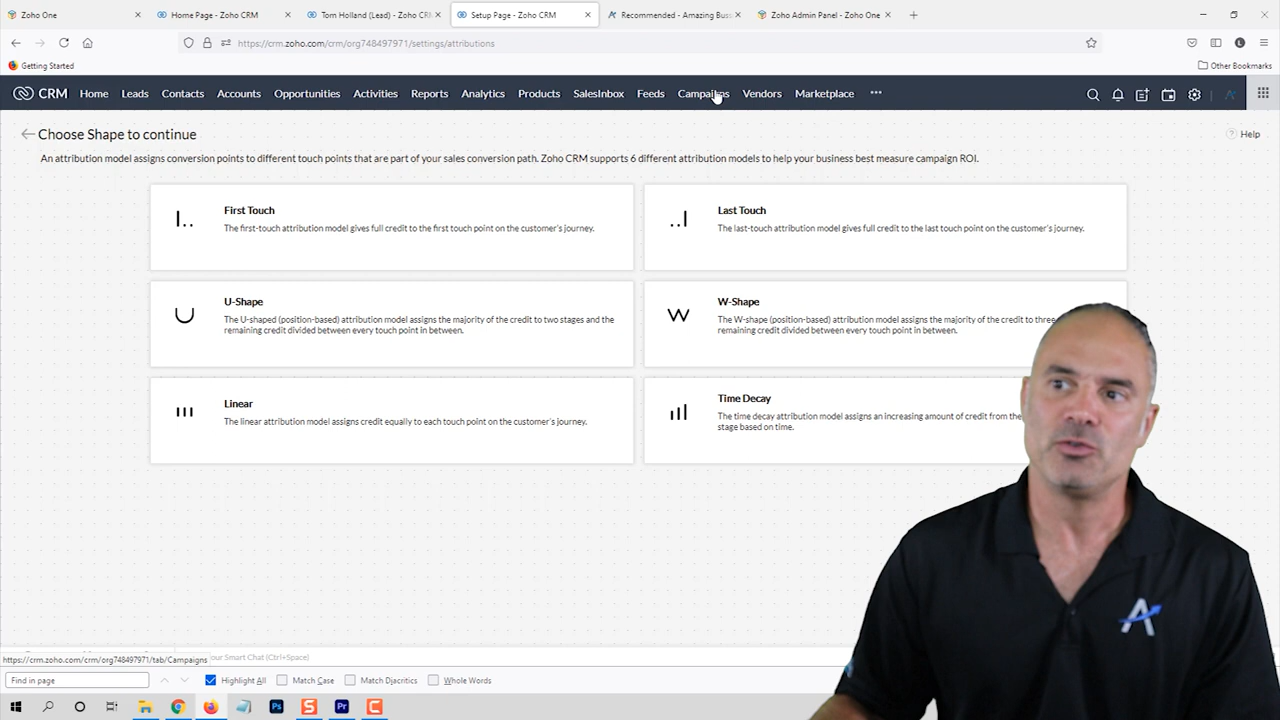 Zoho One
Home Page - Zoho CRM
Tom Holland (Lead) - Zoho CR
Setup Page - Zoho CRM
Recommended - Amazing Bus
Zoho Admin Panel - Zoho One
https://crm.zoho.com/crm/org748497971/settings/attributions
Getting Started
Other Bookmarks
CRM Home Leads Contacts Accounts Opportunities Activities Reports Analytics Products SalesInbox Feeds Campaigns Vendors Marketplace
Choose Shape to continue
Help
An attribution model assigns conversion points to different touch points that are part of your sales conversion path. Zoho CRM supports 6 different attribution models to help your business best measure campaign ROI.
First Touch
The first-touch attribution model gives full credit to the first touch point on the customer's journey.
Last Touch
The last-touch attribution model gives full credit to the last touch point on the customer's journey.
U-Shape
The U-shaped (position-based) attribution model assigns the majority of the credit to two stages and the
remaining credit divided between every touch point in between.
W-Shape
The W-shape (position-based) attribution model assigns the majority of the credit to three
remaining credit divided between every touch point in between.
Linear
The linear attribution model assigns credit equally to each touch point on the customer's journey.
Time Decay
The time decay attribution model assigns an increasing amount of credit from the
stage based on time.
our Smart Chat (Ctrl+Space)
https://crm.zoho.com/crm/org748497971/tab/Campaigns
Find in page
Highlight All
Match Case
Match Diacritics
Whole Words